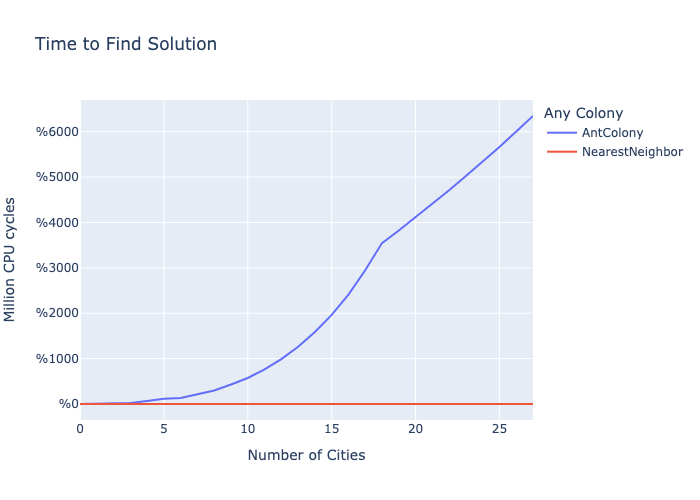 Time to Find Solution
Any Colony
AntColony
NearestNeighbor
Million CPU cycles
%6000
%5000
%4000
%3000
%2000
%1000
%0
0 5 10 15 20 25
Number of Cities